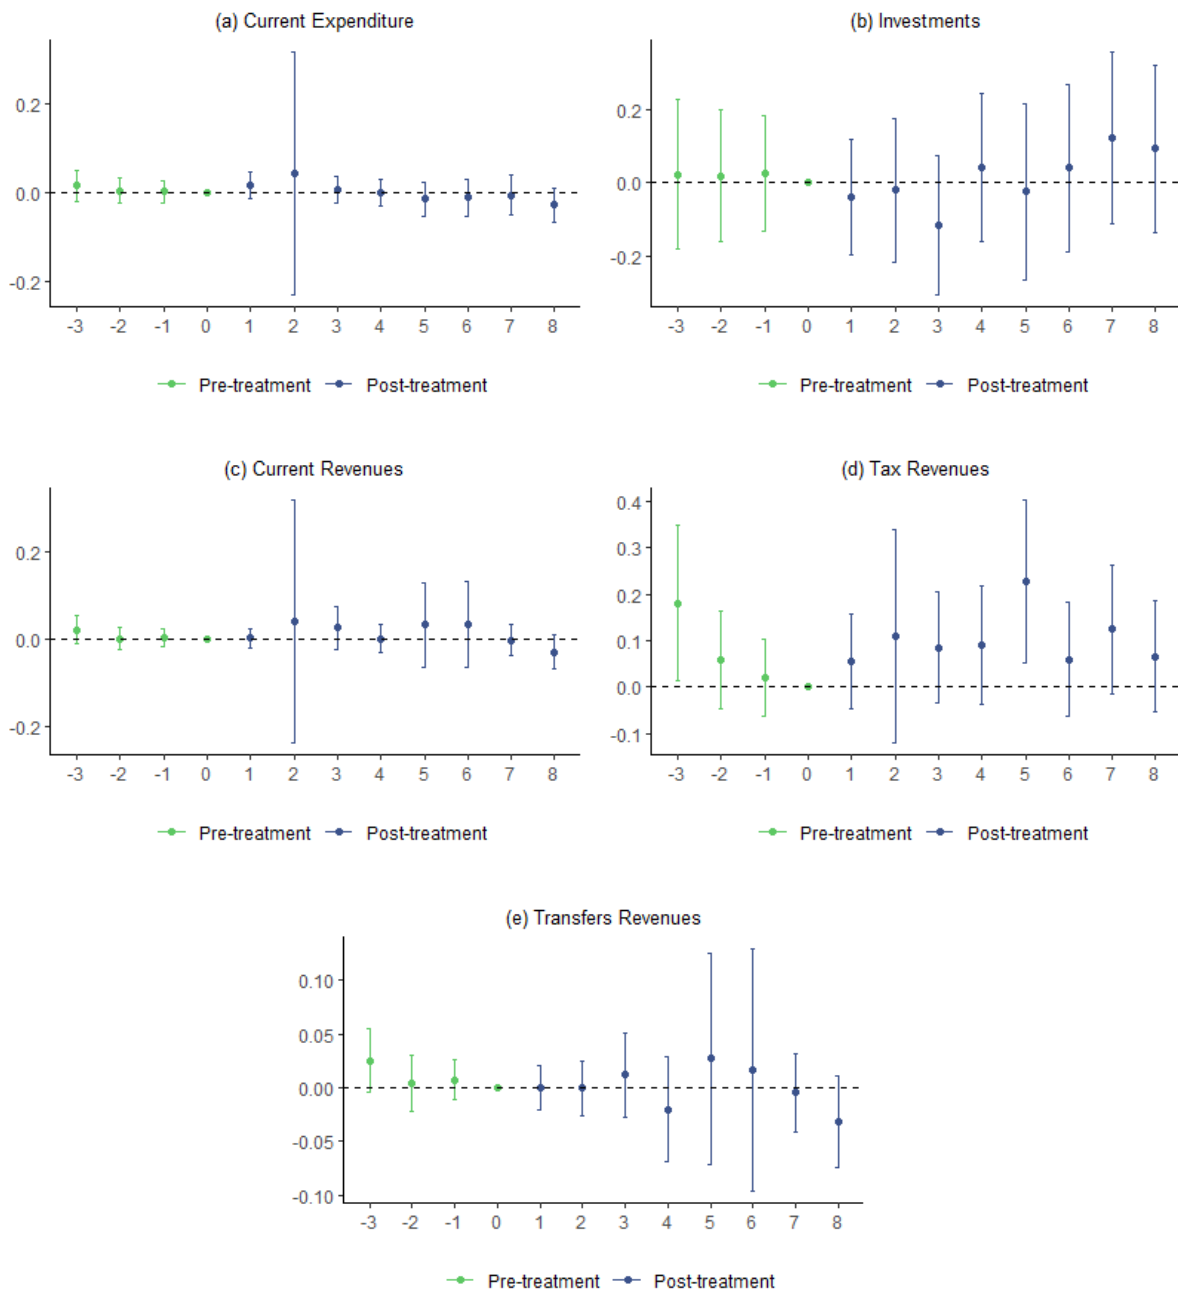 (a) Current Expenditure
0.2
0.0
-0.2
-3 -2 -1 0 1 2 3 4 5 6 7 8
Pre-treatment Post-treatment
(b) Investments
0.2
0.0
-0.2
-3 -2 -1 0 1 2 3 4 5 6 7 8
Pre-treatment Post-treatment
(c) Current Revenues
0.2
0.0
-0.2
-3 -2 -1 0 1 2 3 4 5 6 7 8
Pre-treatment Post-treatment
(d) Tax Revenues
0.4
0.3
0.2
0.1
0.0
-0.1
-3 -2 -1 0 1 2 3 4 5 6 7 8
Pre-treatment Post-treatment
(e) Transfers Revenues
0.10
0.05
0.00
-0.05
-0.10
-3 -2 -1 0 1 2 3 4 5 6 7 8
Pre-treatment Post-treatment